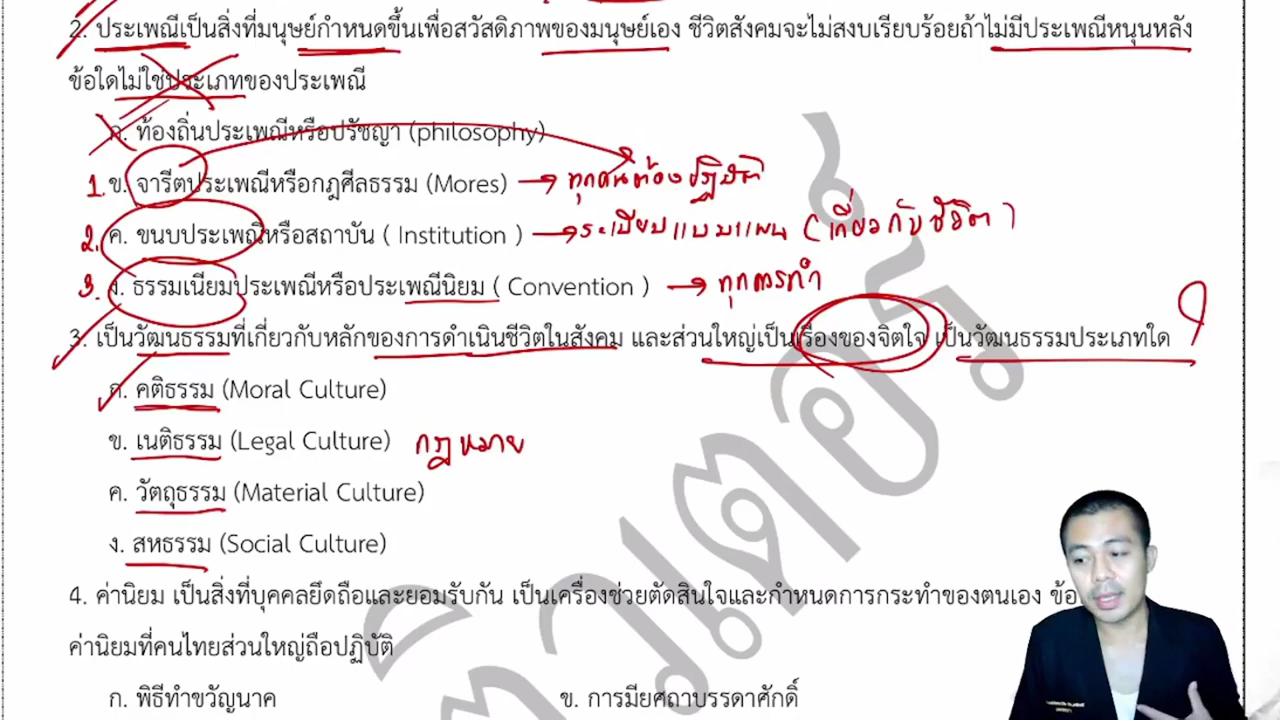 2. ประเพณีเป็นสิ่งที่มนุษย์กำหนดขึ้นเพื่อสวัสดิภาพของมนุษย์เอง ชีวิตสังคมจะไม่สงบเรียบร้อยถ้าไม่มีประเพณีหนุนหลัง
ข้อใดไม่ใช่ประเภทของประเพณี
ก. ท้องถิ่นประเพณีหรือปรัชญา (philosophy)
1. ข. จารีตประเพณีหรือกฎศีลธรรม (Mores) → ทุกคนต้องปฏิบัติ
2. ค. ขนบประเพณีหรือสถาบัน ( Institution ) → ระเบียบแบบแผน (เกี่ยวกับชีวิต)
3. ง. ธรรมเนียมประเพณีหรือประเพณีนิยม ( Convention ) → ทุกควรทำ
3. เป็นวัฒนธรรมที่เกี่ยวกับหลักของการดำเนินชีวิตในสังคม และส่วนใหญ่เป็นเรื่องของจิตใจ เป็นวัฒนธรรมประเภทใด ?
ก. คติธรรม (Moral Culture)
ข. เนติธรรม (Legal Culture) กฎหมาย
ค. วัตถุธรรม (Material Culture)
ง. สหธรรม (Social Culture)
4. ค่านิยม เป็นสิ่งที่บุคคลยึดถือและยอมรับกัน เป็นเครื่องช่วยตัดสินใจและกำหนดการกระทำของตนเอง ข้อ
ค่านิยมที่คนไทยส่วนใหญ่ถือปฏิบัติ
ก. พิธีทำขวัญนาค ข. การมียศถาบรรดาศักดิ์